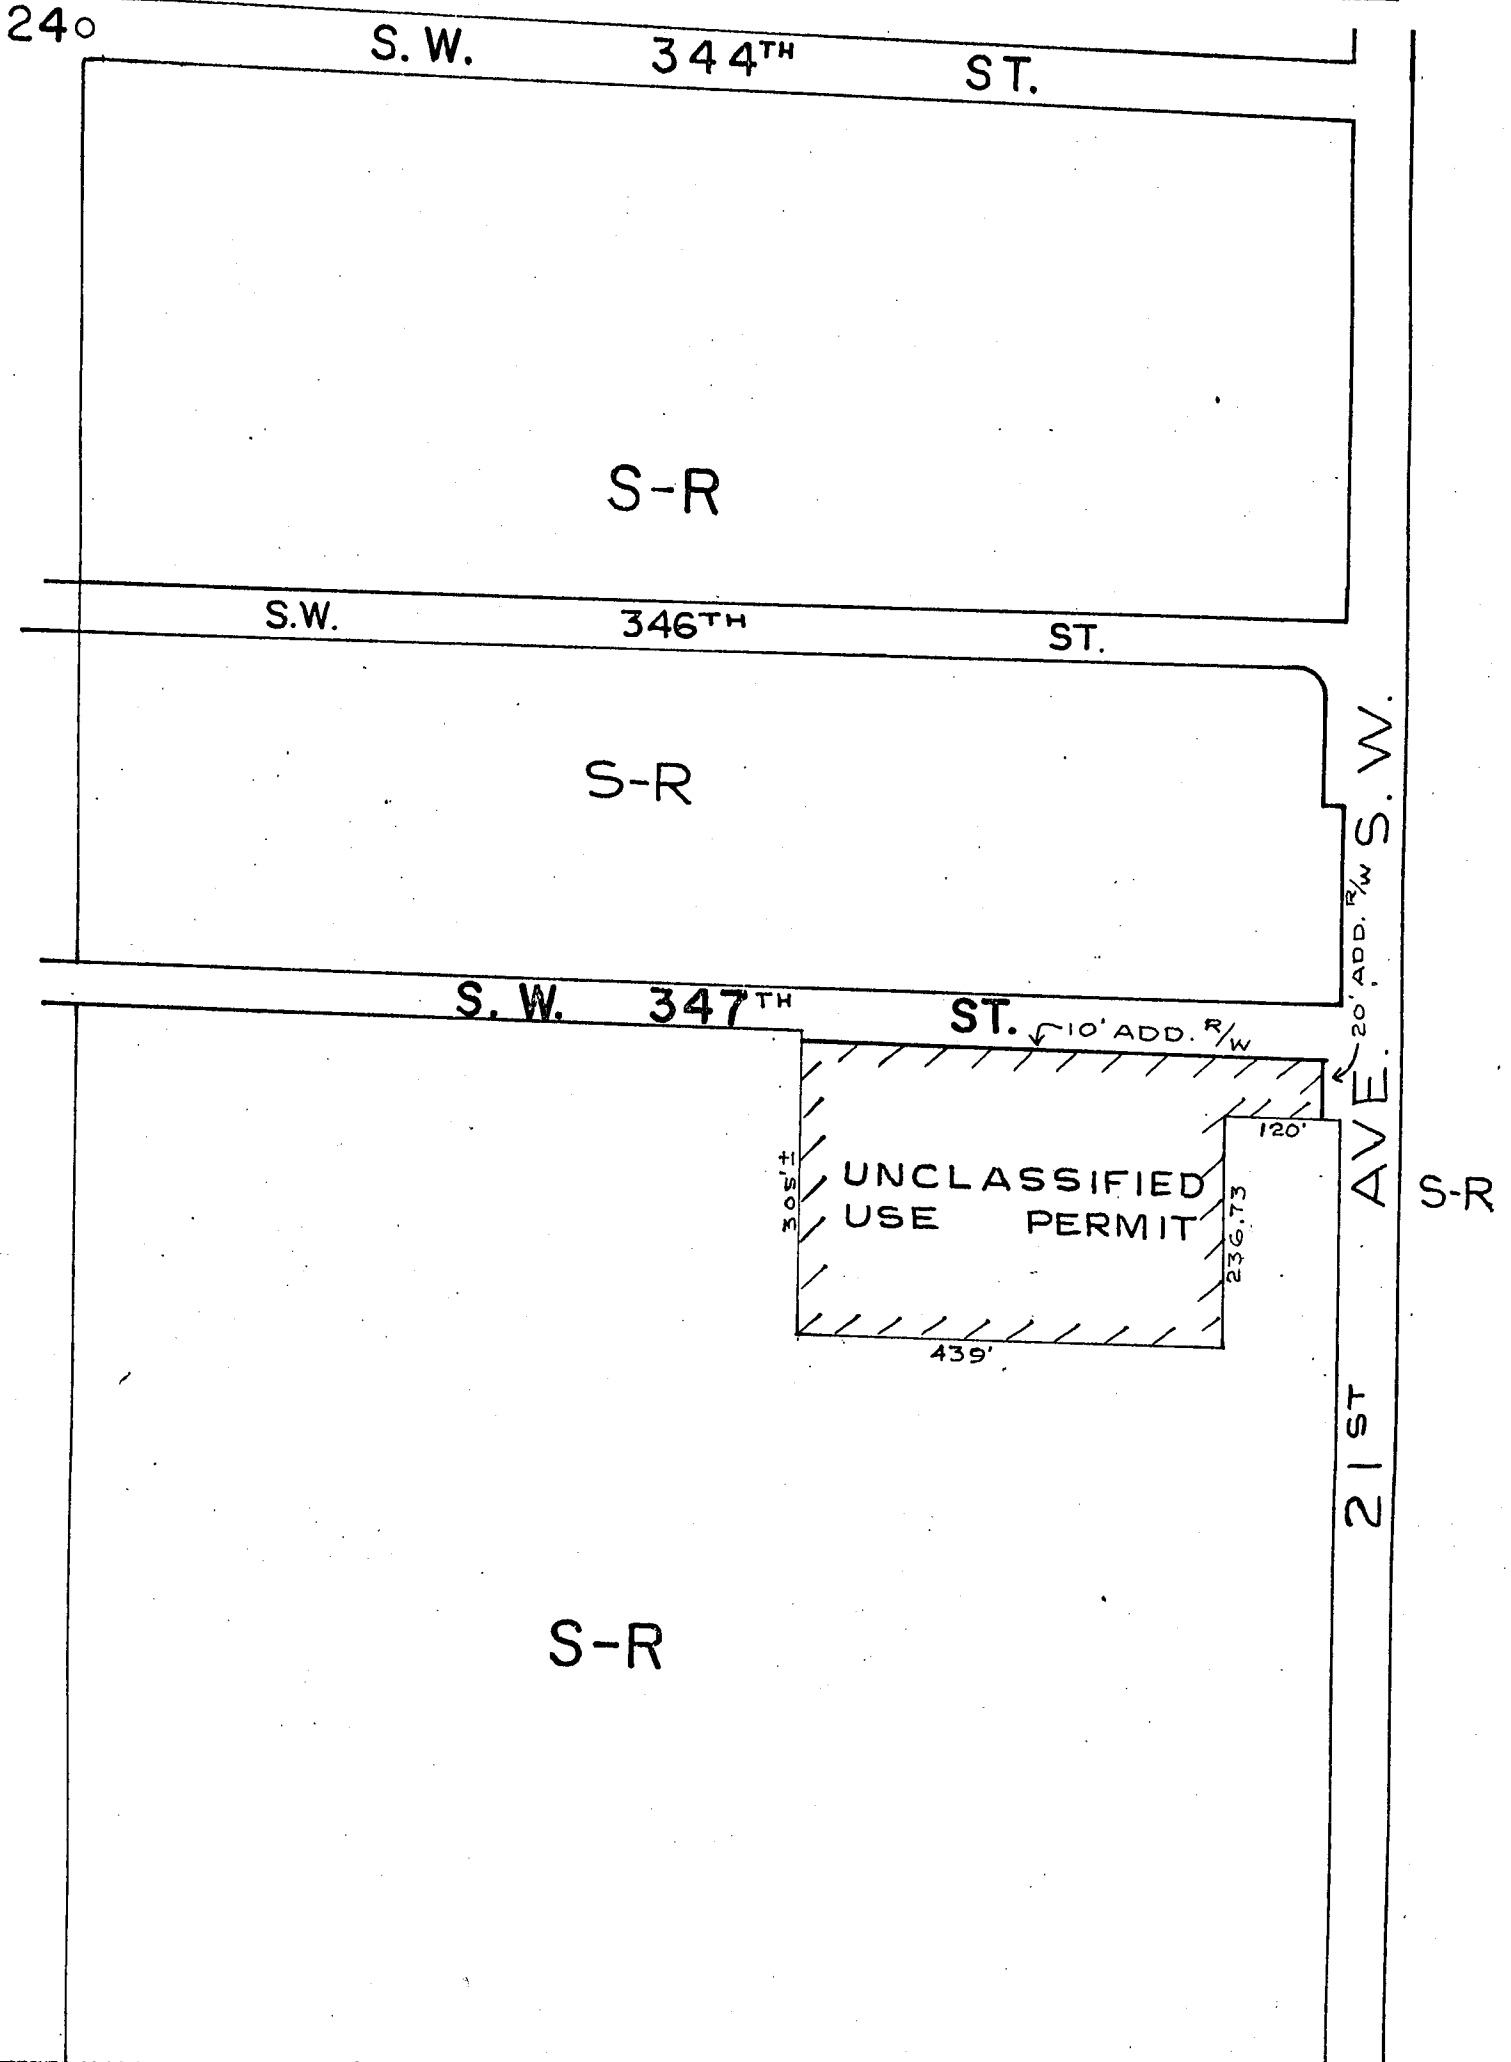 24
S. W. 344TH ST.
S-R
S.W. 346TH ST.
S-R
21ST AVE. S. W.
20' ADD. R/W
S. W. 347TH ST.
10' ADD. R/W
120'
305'±
UNCLASSIFIED
USE PERMIT
236.73
S-R
439'
S-R